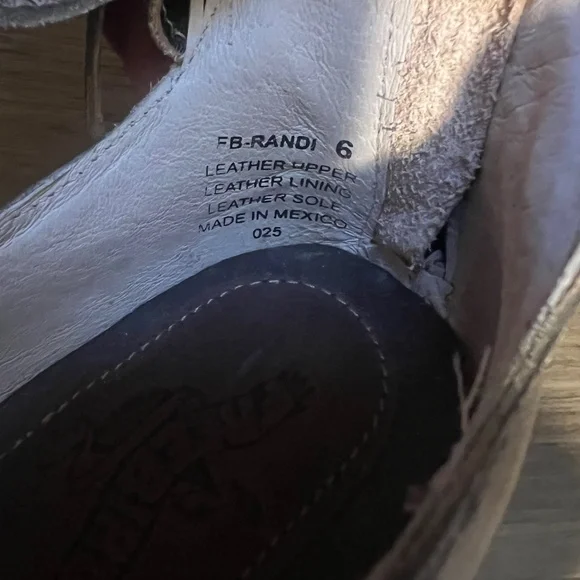 FB-RANDI 6
LEATHER UPPER
LEATHER LINING
LEATHER SOLE
MADE IN MEXICO
025